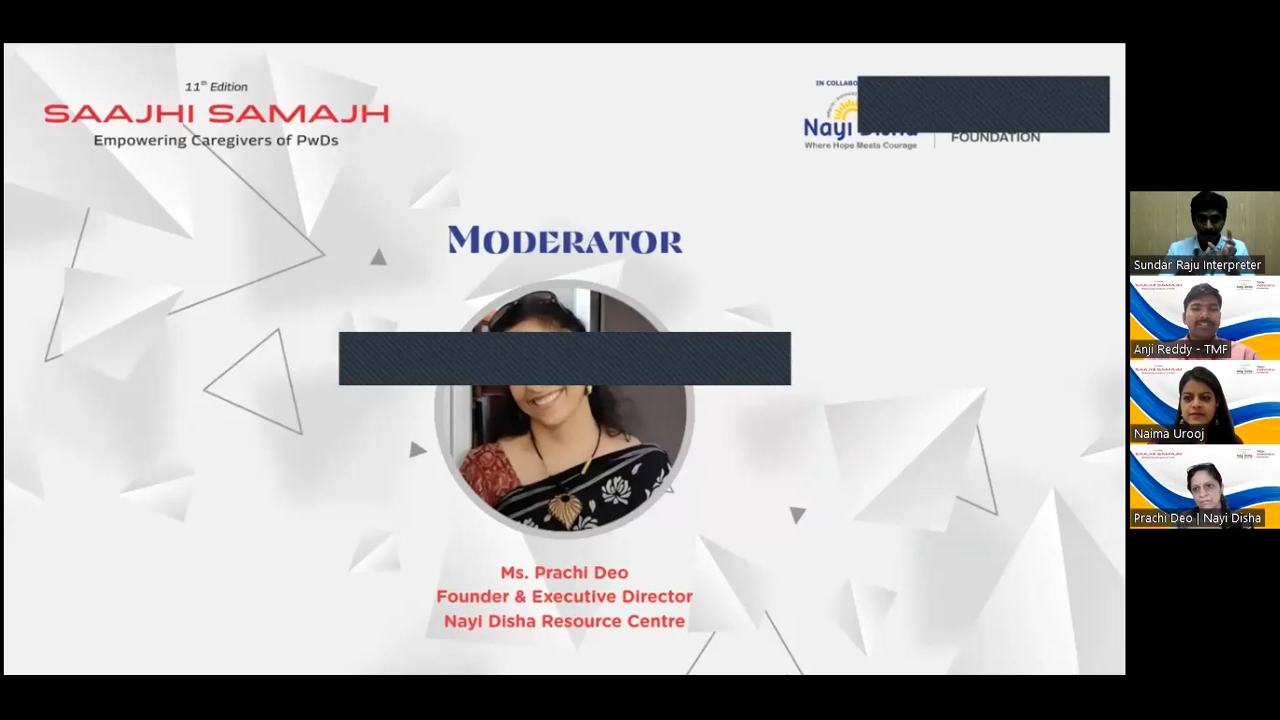 11th Edition
SAAJHI SAMAJH
Empowering Caregivers of PwDs
IN COLLABO
Nayi Disha
Where Hope Meets Courage
FOUNDATION
MODERATOR
Ms. Prachi Deo
Founder & Executive Director
Nayi Disha Resource Centre
Sundar Raju Interpreter
Anji Reddy - TMF
Naima Urooj
Prachi Deo | Nayi Disha